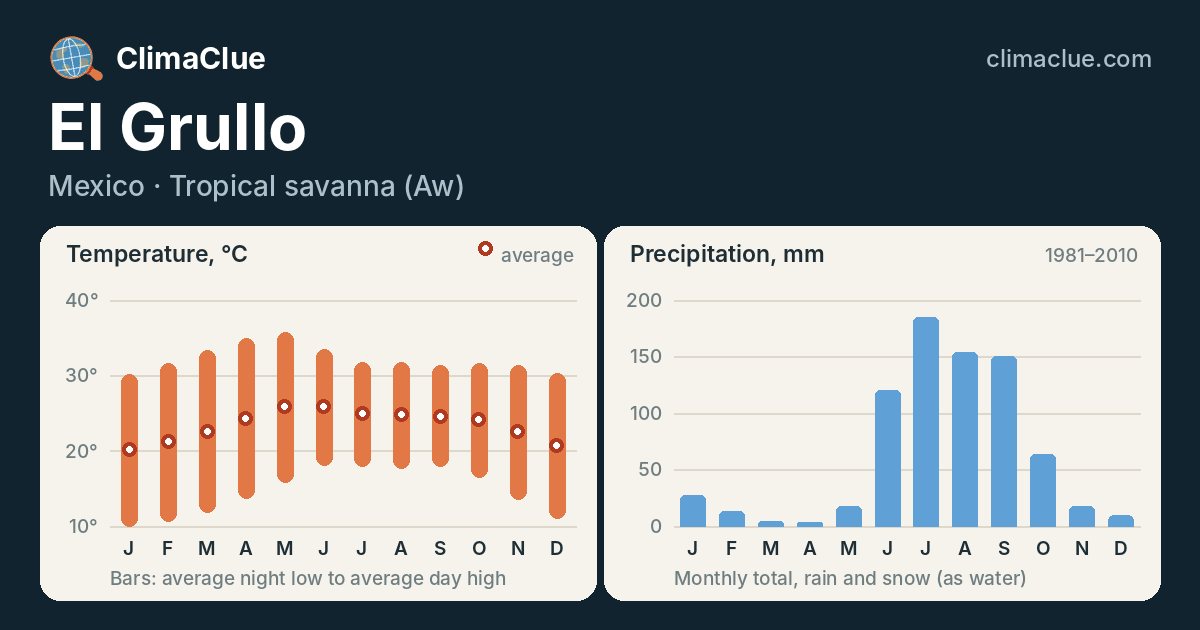 ClimaClue
climaclue.com
El Grullo
Mexico · Tropical savanna (Aw)
Temperature, °C
average
40°
30°
20°
10°
J F M A M J J A S O N D
Bars: average night low to average day high
Precipitation, mm
1981–2010
200
150
100
50
0
J F M A M J J A S O N D
Monthly total, rain and snow (as water)